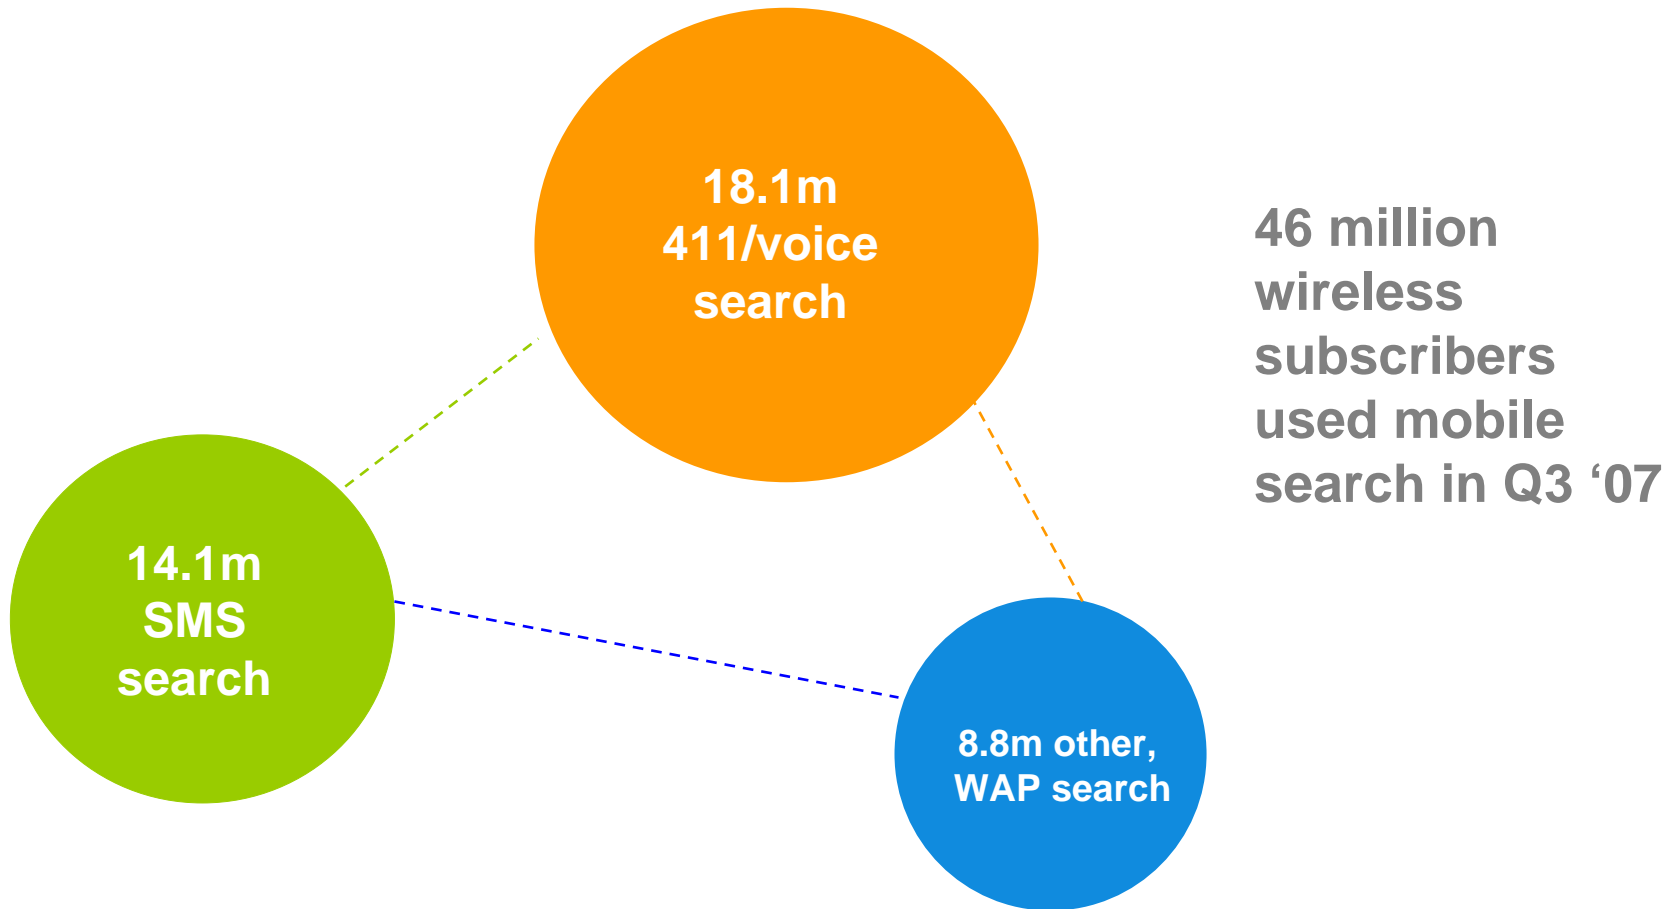 18.1m
411/voice
search
46 million
wireless
subscribers
used mobile
search in Q3 ‘07
14.1m
SMS
search
8.8m other,
WAP search